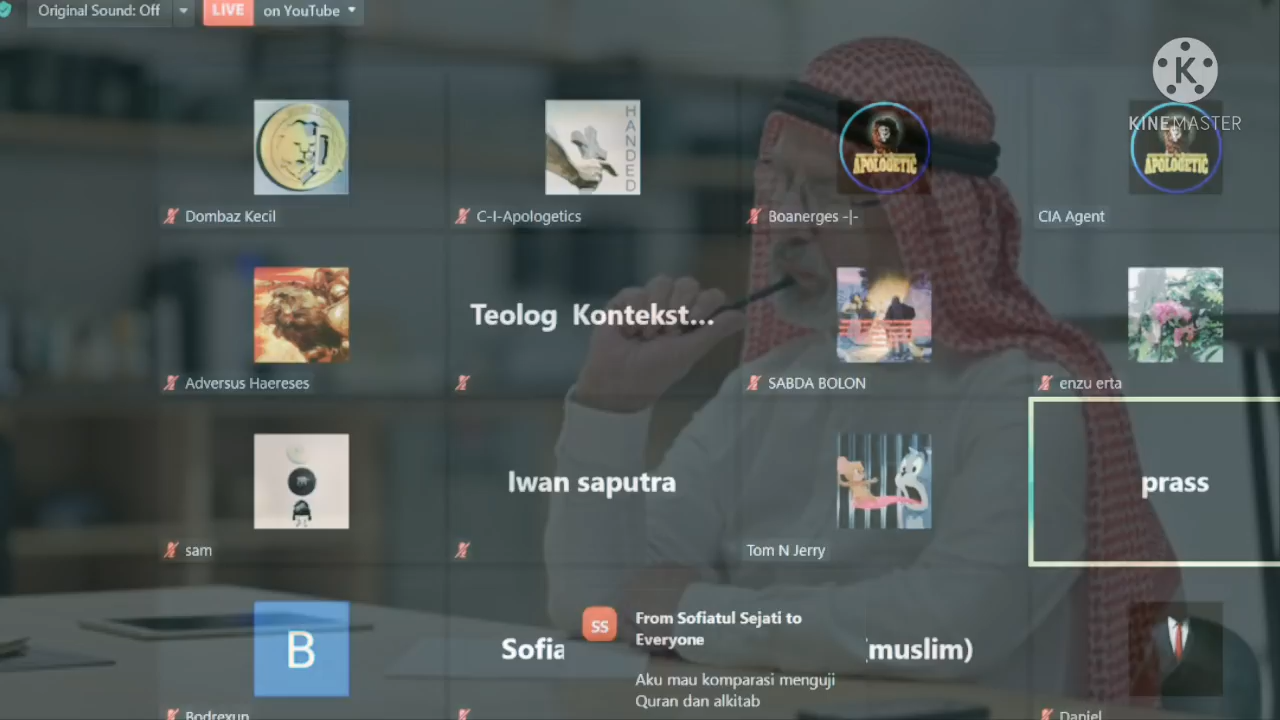 Original Sound: Off
LIVE on YouTube
KINEMASTER
HANDED
APOLOGETIC
APOLOGETIC
Dombaz Kecil
C-I-Apologetics
Boanerges -|-
CIA Agent
Teolog Kontekst...
Adversus Haereses
SABDA BOLON
enzu erta
Iwan saputra
prass
sam
Tom N Jerry
B
Sofia
SS
From Sofiatul Sejati to
Everyone
(muslim)
Aku mau komparasi menguji
Quran dan alkitab
Bodrexun
Daniel